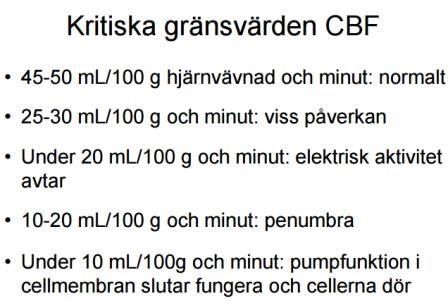 Kritiska gränsvärden CBF
• 45-50 mL/100 g hjärnvävnad och minut: normalt
• 25-30 mL/100 g och minut: viss påverkan
• Under 20 mL/100 g och minut: elektrisk aktivitet
avtar
• 10-20 mL/100 g och minut: penumbra
• Under 10 mL/100g och minut: pumpfunktion i
cellmembran slutar fungera och cellerna dör